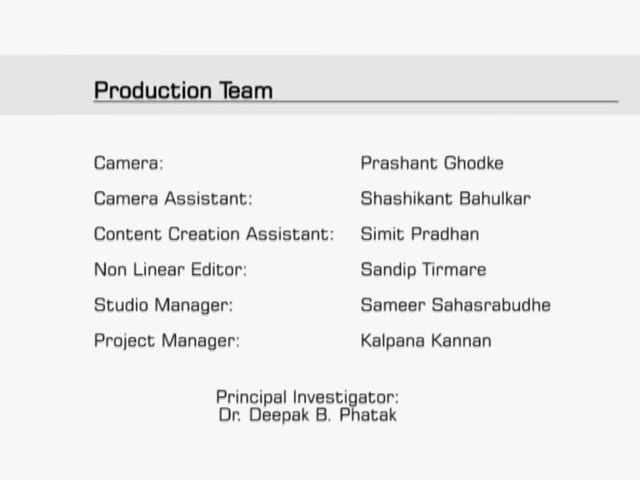 Production Team
Camera: Prashant Ghodke
Camera Assistant: Shashikant Bahulkar
Content Creation Assistant: Simit Pradhan
Non Linear Editor: Sandip Tirmare
Studio Manager: Sameer Sahasrabudhe
Project Manager: Kalpana Kannan
Principal Investigator:
Dr. Deepak B. Phatak